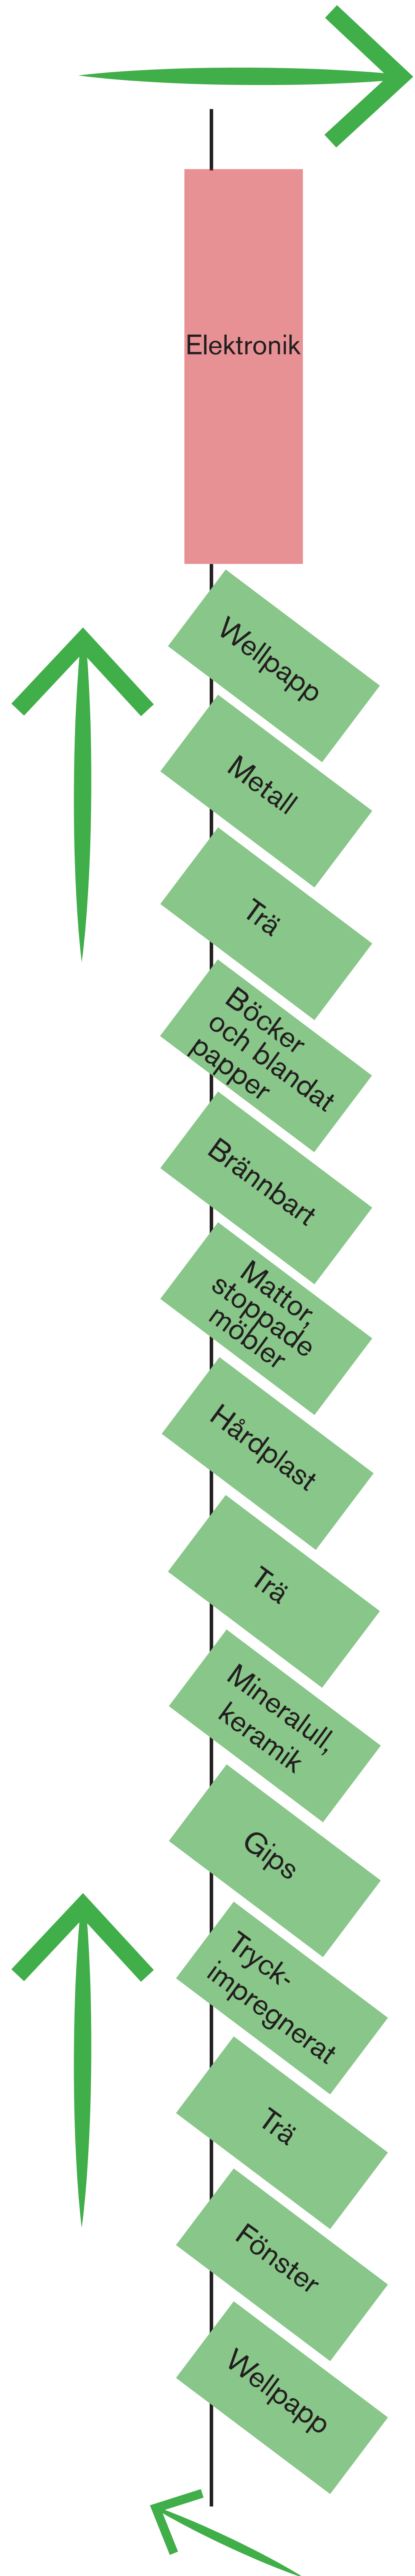 Elektronik
Wellpapp
Metall
Trä
Böcker
och blandat
papper
Brännbart
Mattor,
stoppade
möbler
Hårdplast
Trä
Mineralull,
keramik
Gips
Tryck-
impregnerat
Trä
Fönster
Wellpapp